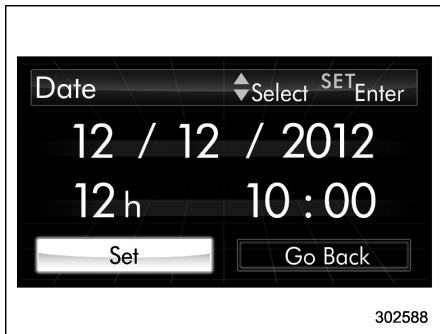 Date Select SET Enter
12 / 12 / 2012
12h 10:00
Set Go Back
302588